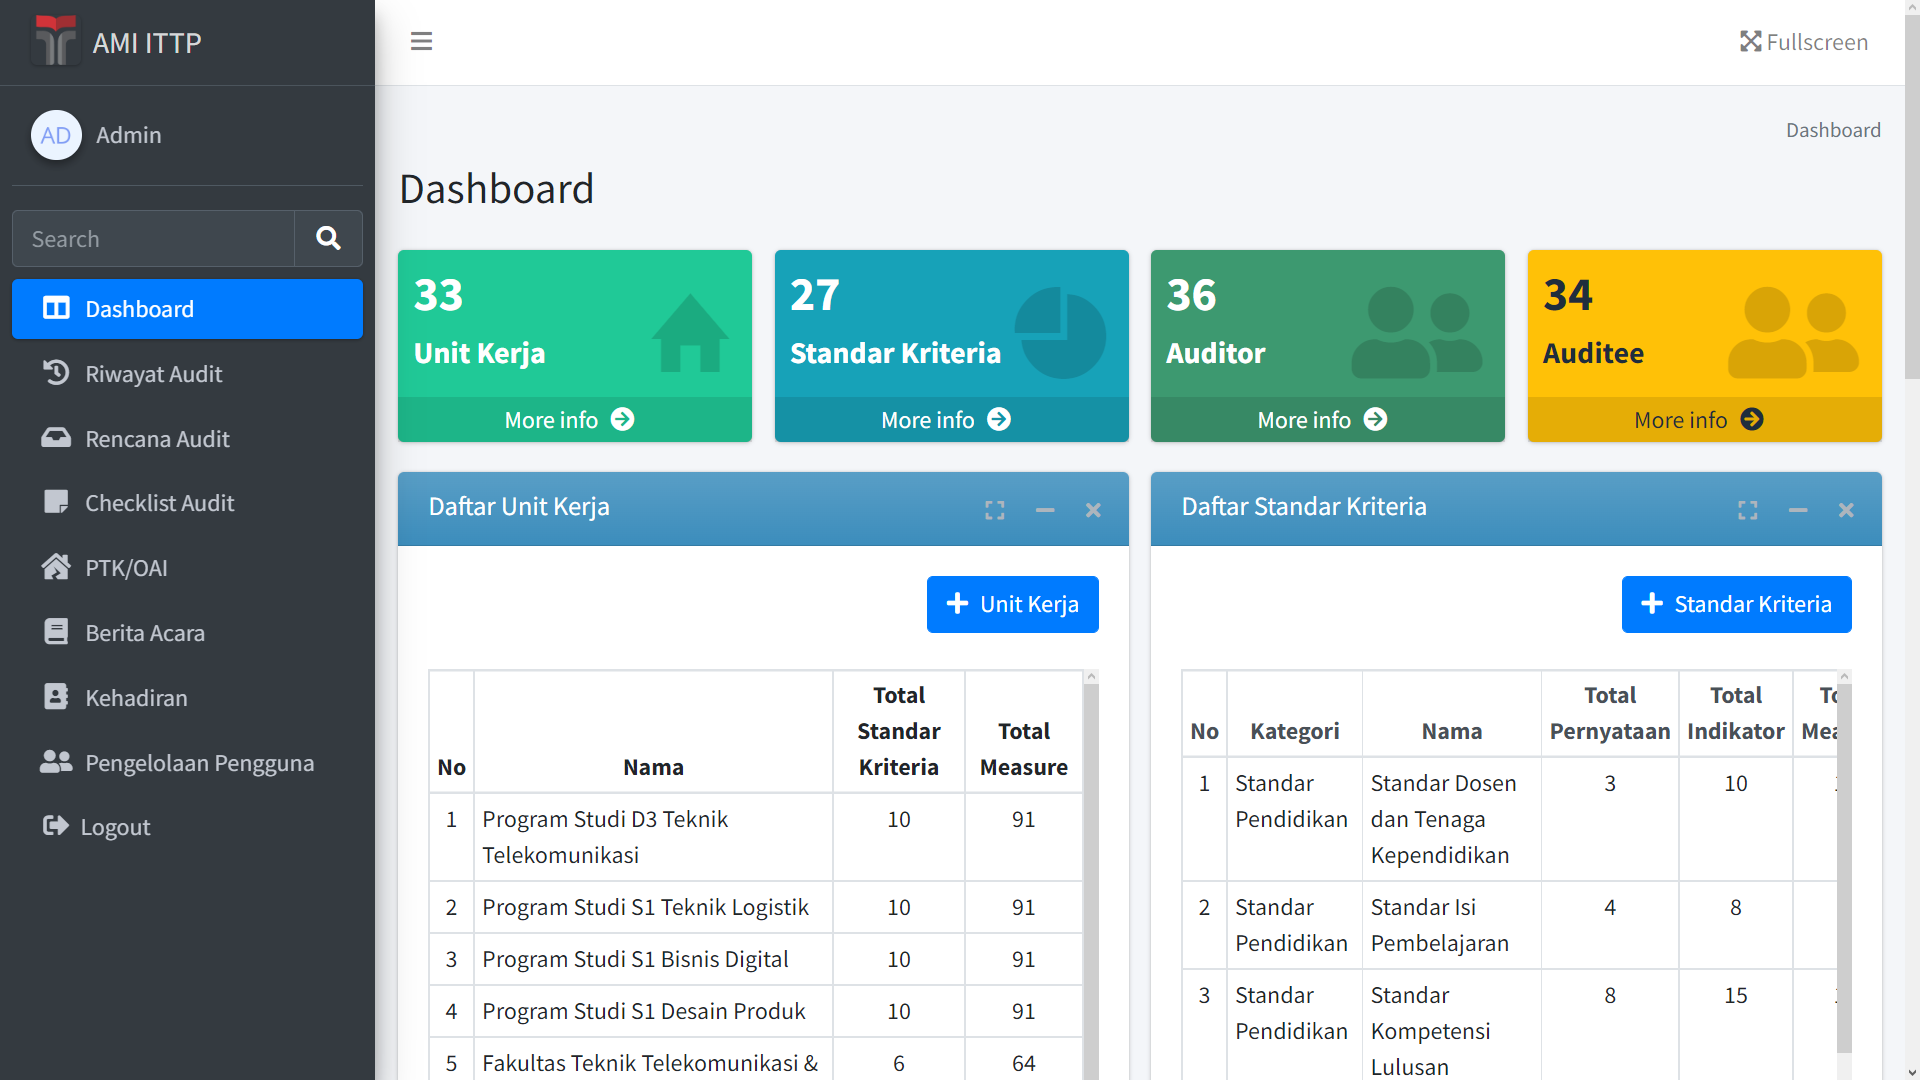 AMI ITTP
Fullscreen
AD Admin
Dashboard
Dashboard
Search
33
Unit Kerja
More info
27
Standar Kriteria
More info
36
Auditor
More info
34
Auditee
More info
Dashboard
Riwayat Audit
Rencana Audit
Checklist Audit
PTK/OAI
Berita Acara
Kehadiran
Pengelolaan Pengguna
Logout
Daftar Unit Kerja
Unit Kerja
No Nama Total Standar Kriteria Total Measure
1 Program Studi D3 Teknik Telekomunikasi 10 91
2 Program Studi S1 Teknik Logistik 10 91
3 Program Studi S1 Bisnis Digital 10 91
4 Program Studi S1 Desain Produk 10 91
5 Fakultas Teknik Telekomunikasi & 6 64
Daftar Standar Kriteria
Standar Kriteria
No Kategori Nama Total Pernyataan Total Indikator
1 Standar Pendidikan Standar Dosen dan Tenaga Kependidikan 3 10
2 Standar Pendidikan Standar Isi Pembelajaran 4 8
3 Standar Pendidikan Standar Kompetensi Lulusan 8 15